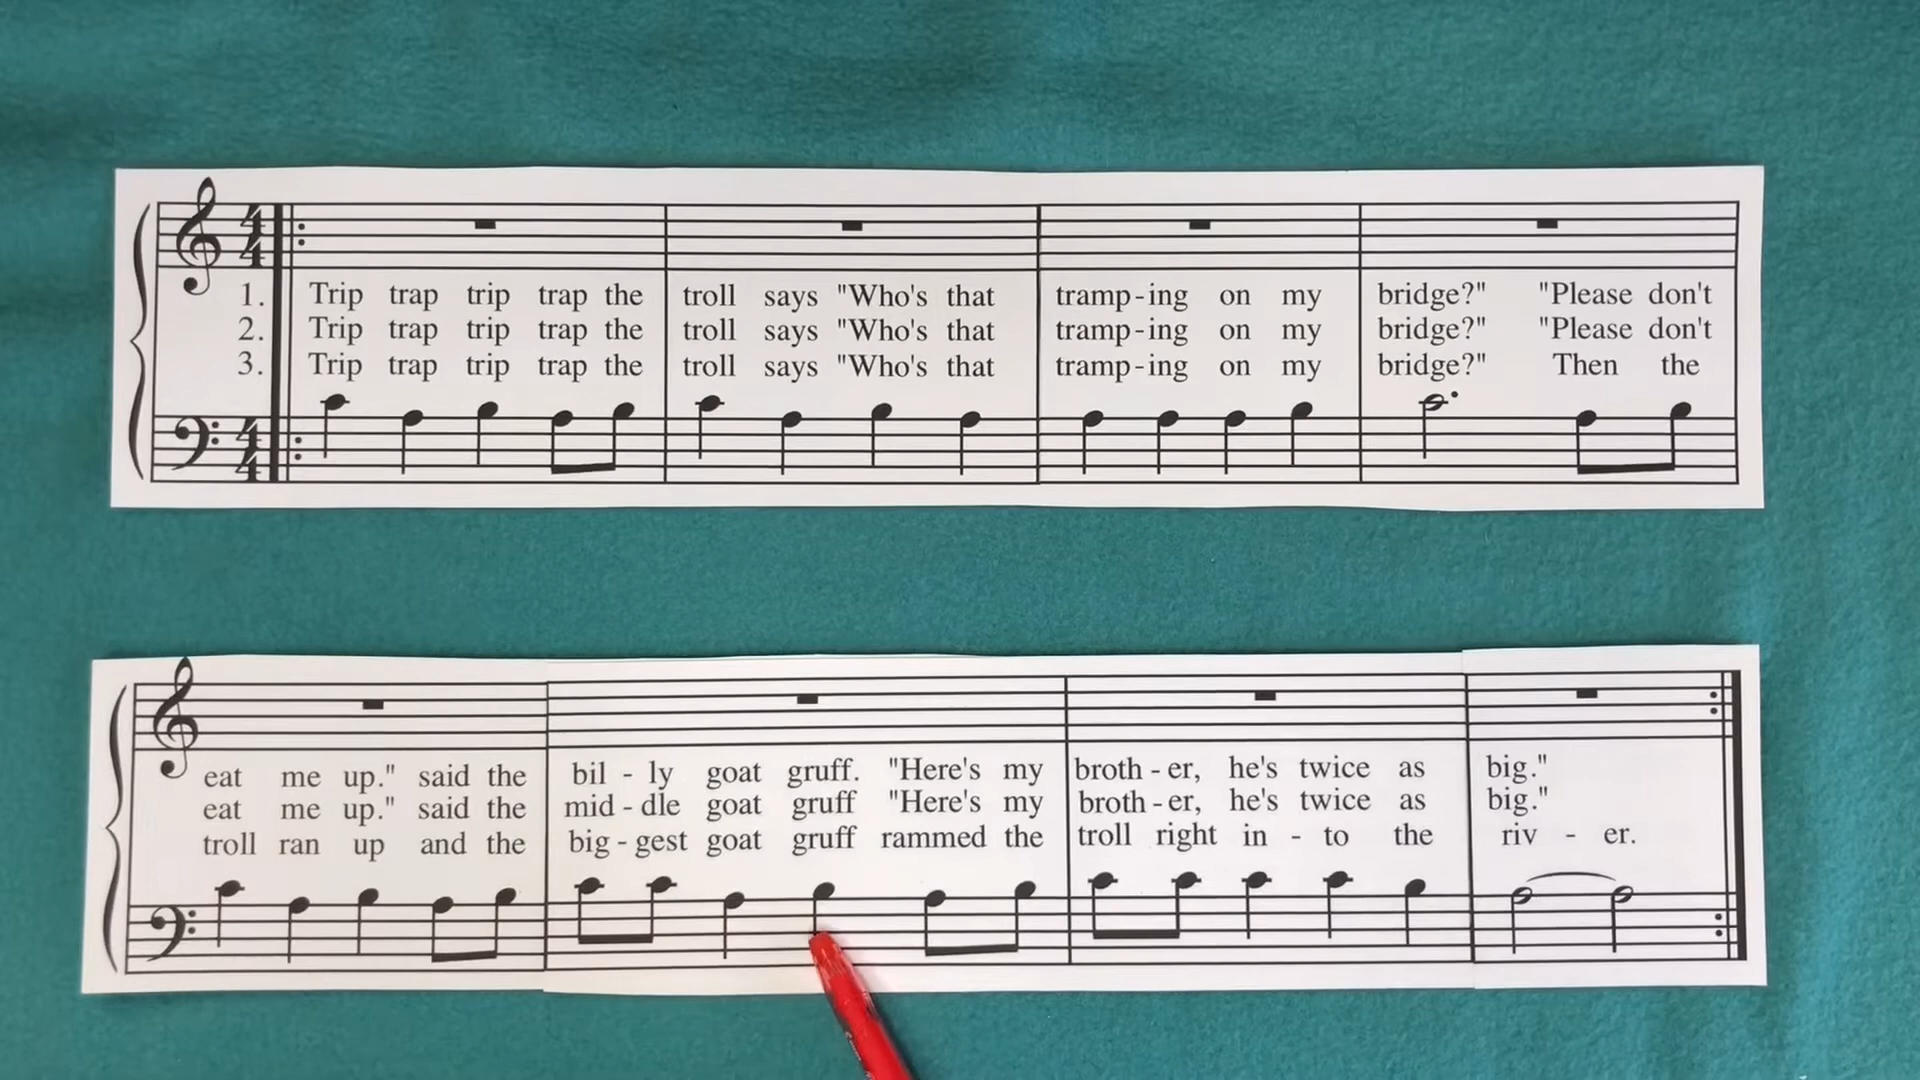 1. Trip trap trip trap the troll says "Who's that tramp-ing on my bridge?" "Please don't
2. Trip trap trip trap the troll says "Who's that tramp-ing on my bridge?" "Please don't
3. Trip trap trip trap the troll says "Who's that tramp-ing on my bridge?" Then the
eat me up." said the bil - ly goat gruff. "Here's my broth - er, he's twice as big."
eat me up." said the mid - dle goat gruff "Here's my broth - er, he's twice as big."
troll ran up and the big - gest goat gruff rammed the troll right in - to the riv - er.